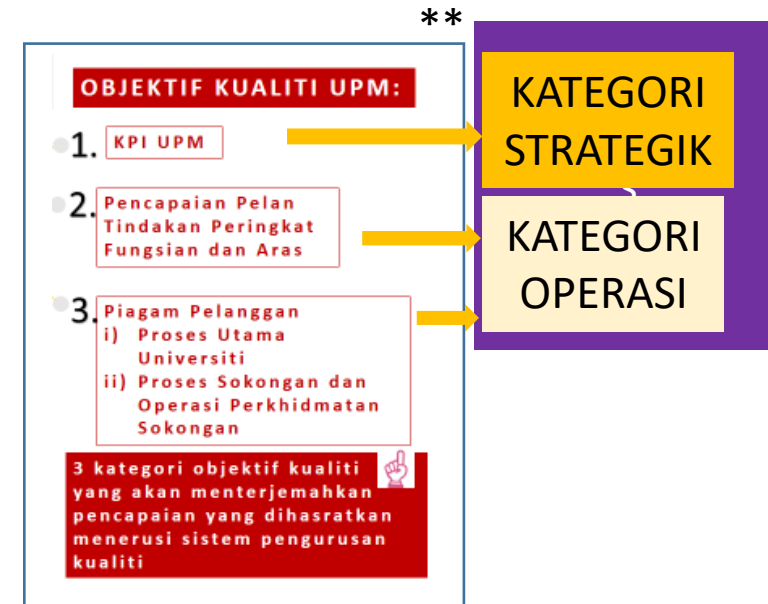 **
OBJEKTIF KUALITI UPM:
1. KPI UPM
2. Pencapaian Pelan
Tindakan Peringkat
Fungsian dan Aras
3. Piagam Pelanggan
i) Proses Utama
Universiti
ii) Proses Sokongan dan
Operasi Perkhidmatan
Sokongan
3 kategori objektif kualiti
yang akan menterjemahkan
pencapaian yang dihasratkan
menerusi sistem pengurusan
kualiti
KATEGORI
STRATEGIK
KATEGORI
OPERASI